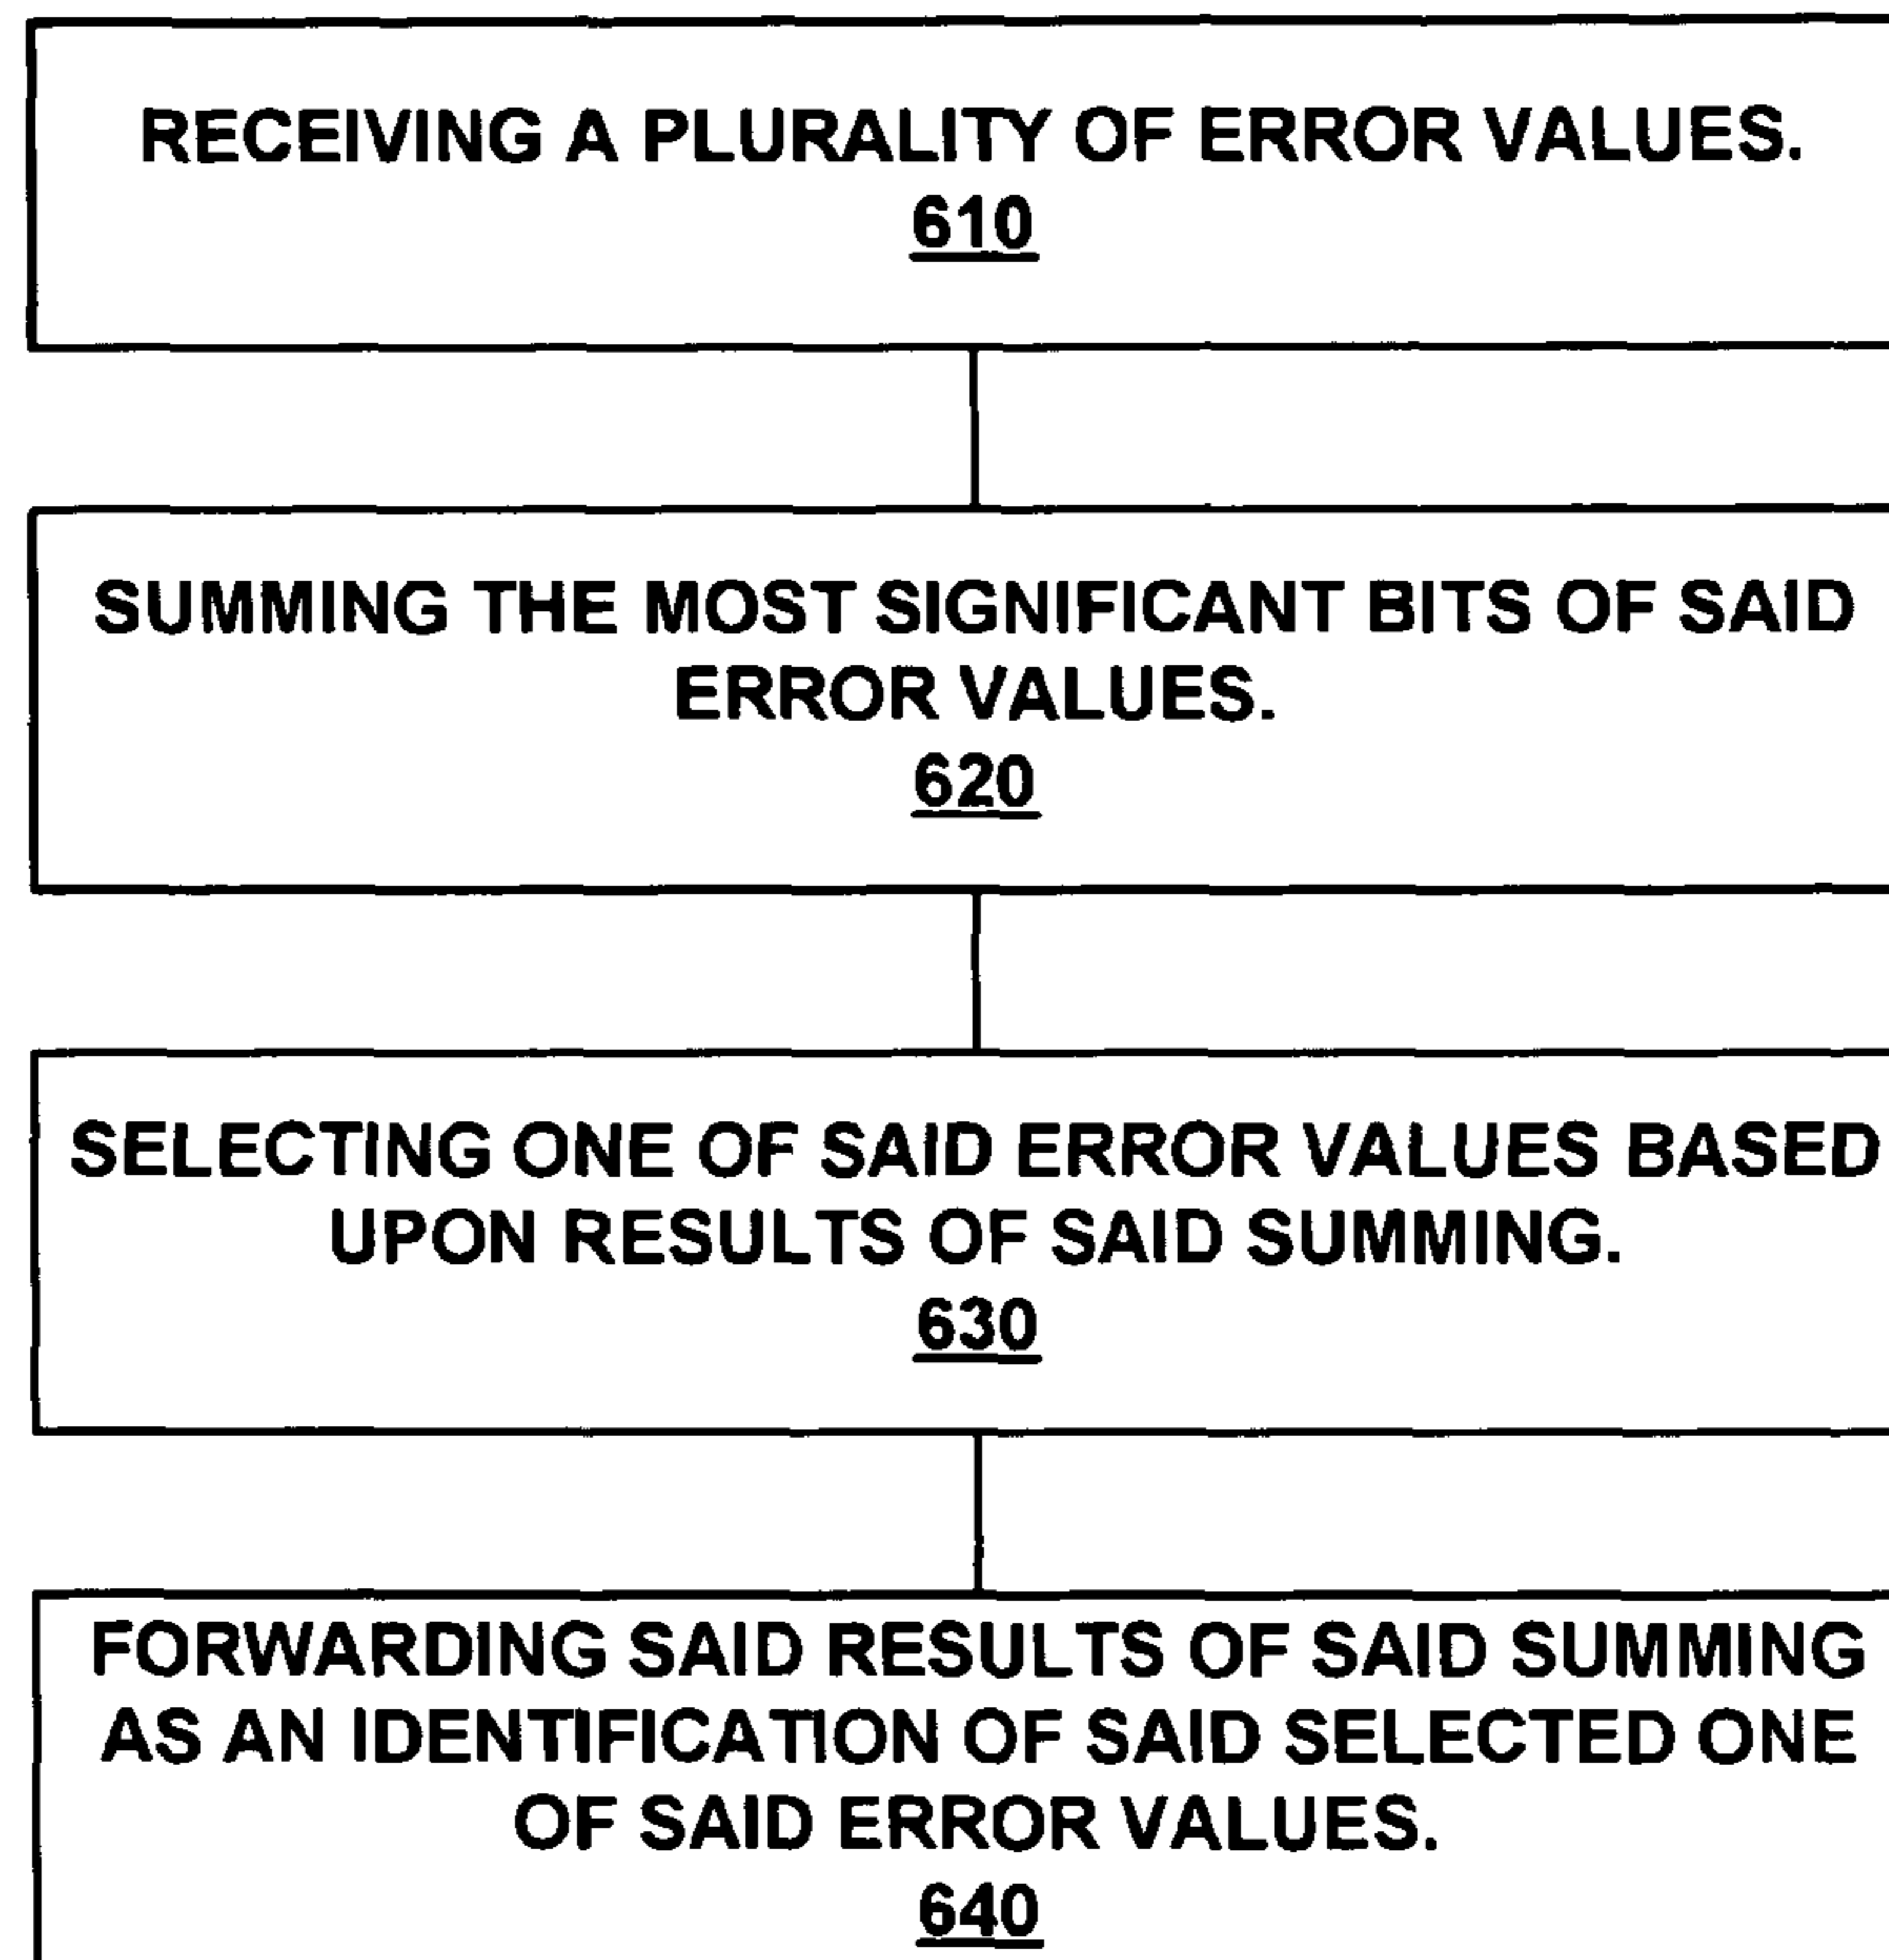 RECEIVING A PLURALITY OF ERROR VALUES.
610
SUMMING THE MOST SIGNIFICANT BITS OF SAID
ERROR VALUES.
620
SELECTING ONE OF SAID ERROR VALUES BASED
UPON RESULTS OF SAID SUMMING.
630
FORWARDING SAID RESULTS OF SAID SUMMING
AS AN IDENTIFICATION OF SAID SELECTED ONE
OF SAID ERROR VALUES.
640